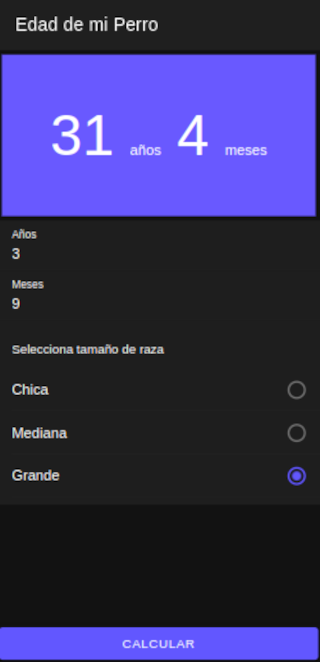 Edad de mi Perro
31 años 4 meses
Años
3
Meses
9
Selecciona tamaño de raza
Chica
Mediana
Grande
CALCULAR